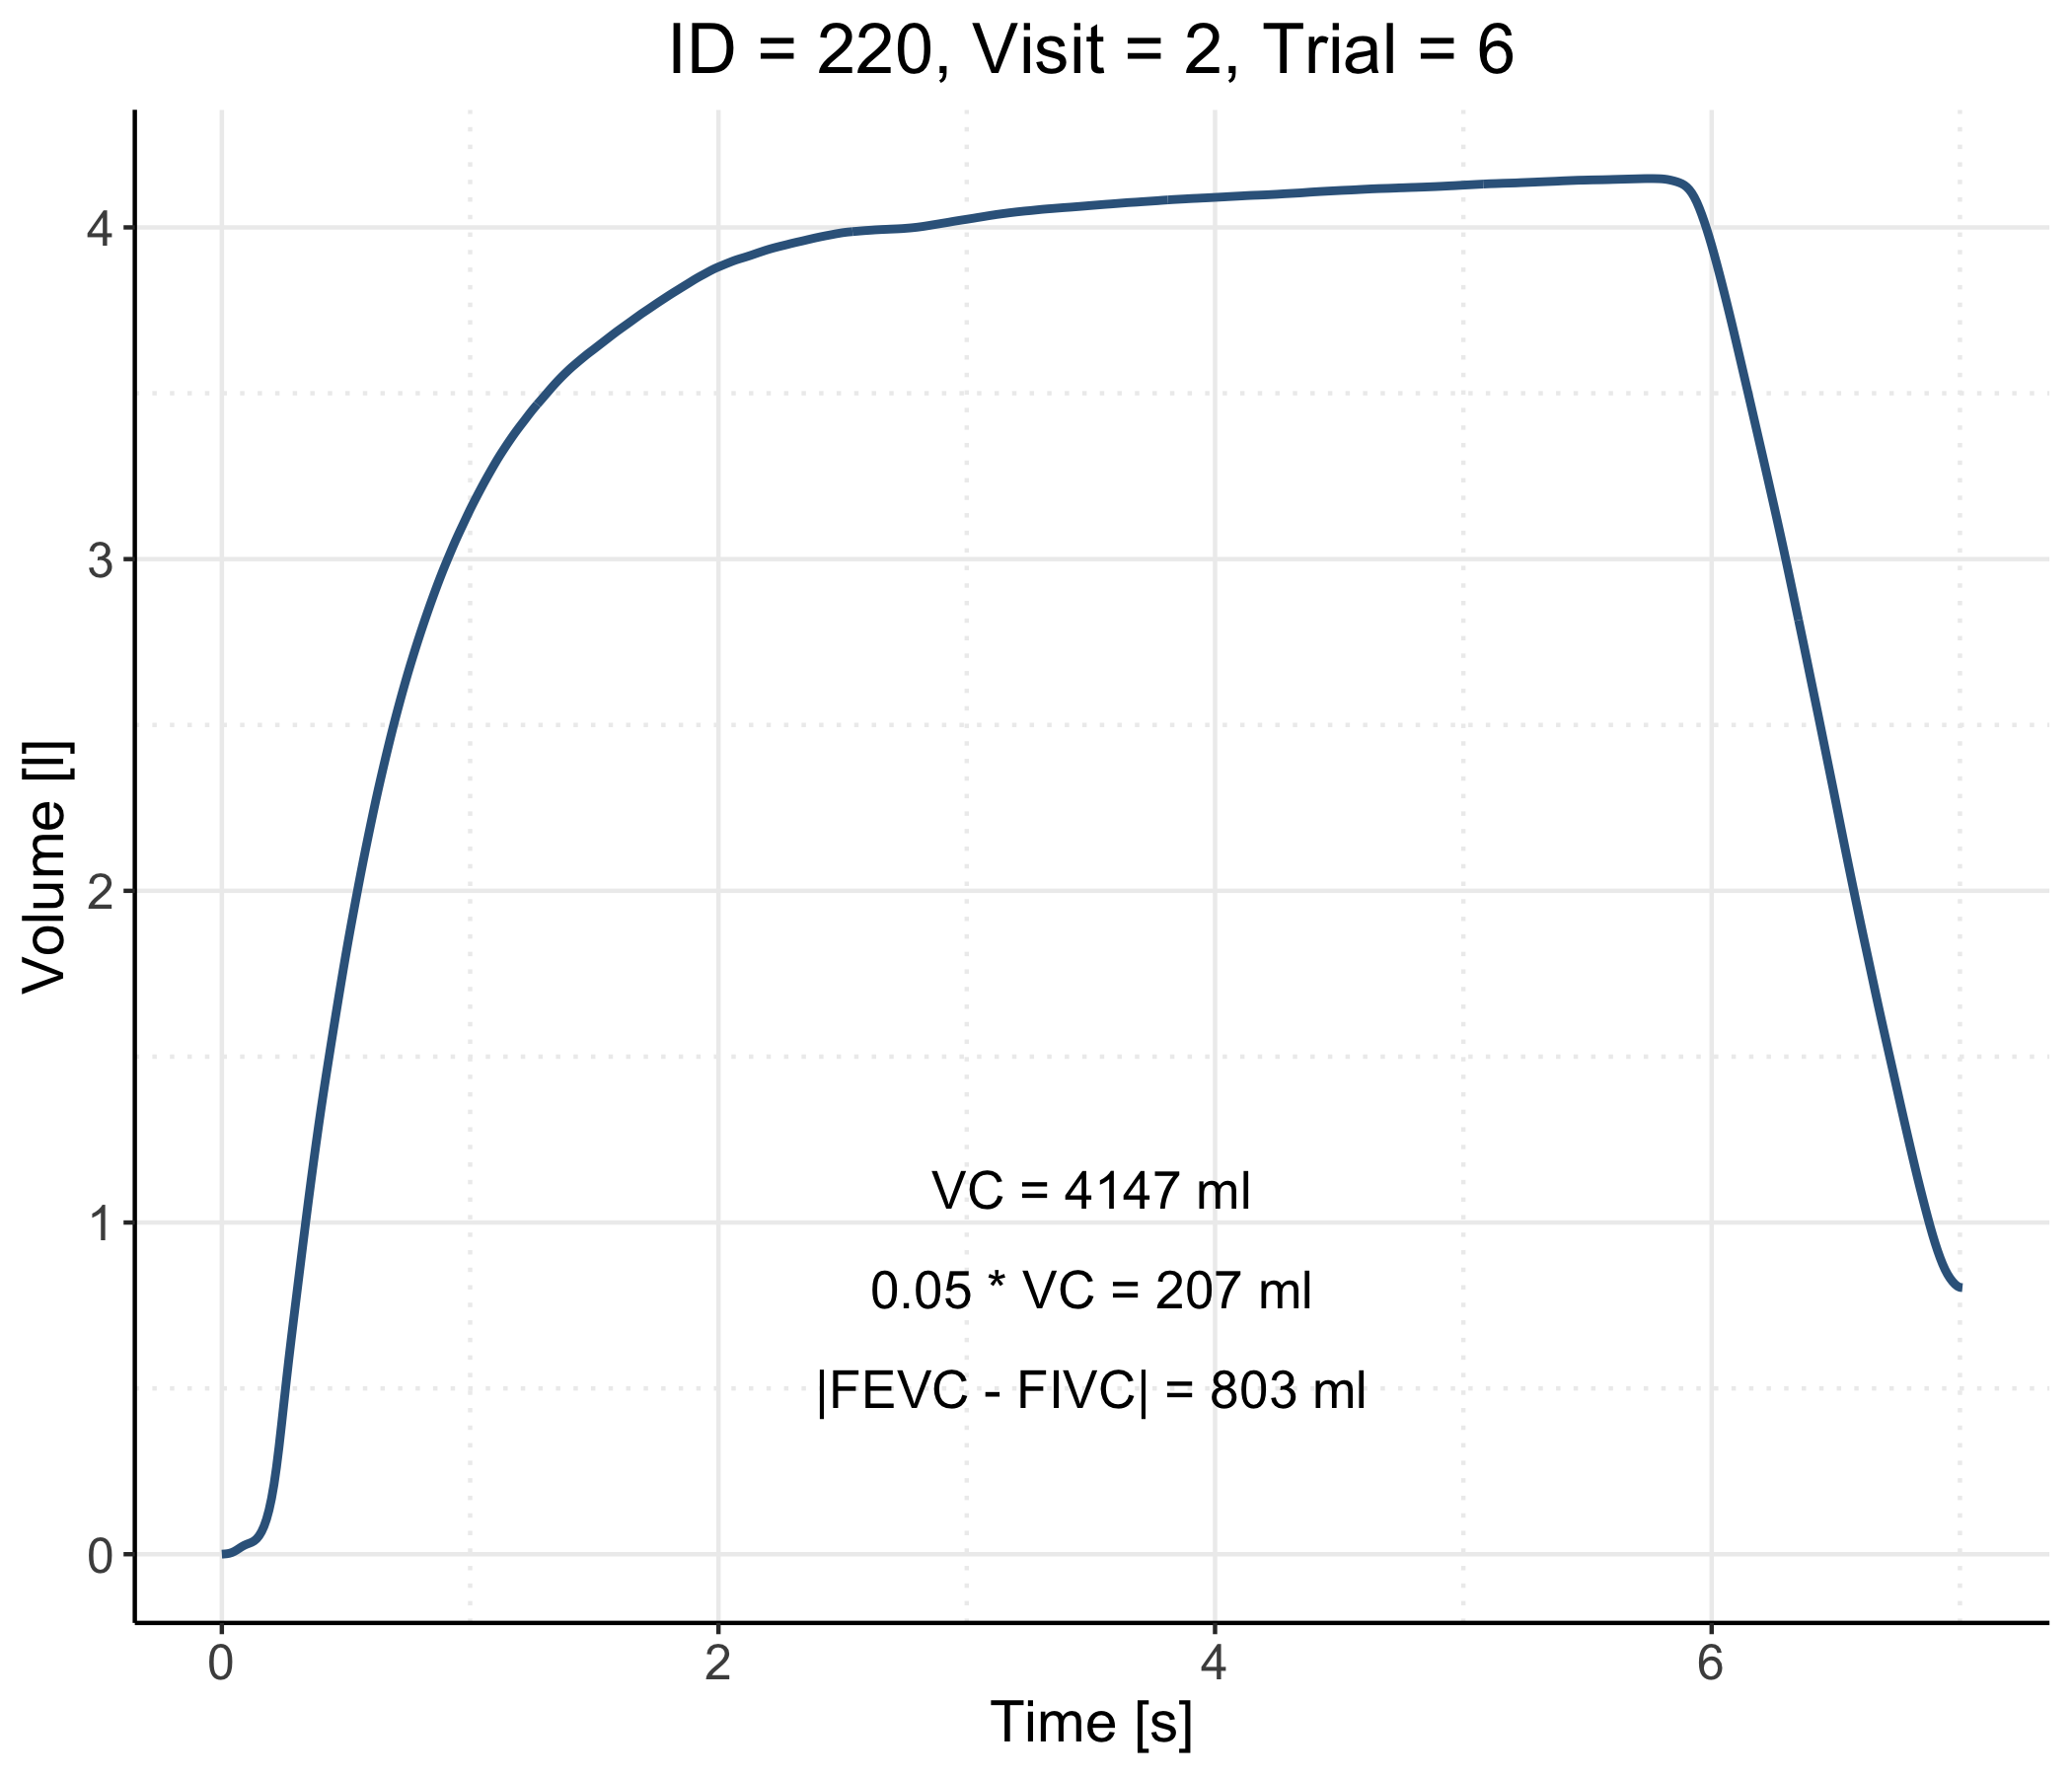 ID = 220, Visit = 2, Trial = 6
Volume [l]
4
3
2
1
0
VC = 4147 ml
0.05 * VC = 207 ml
|FEVC - FIVC| = 803 ml
0 2 4 6
Time [s]